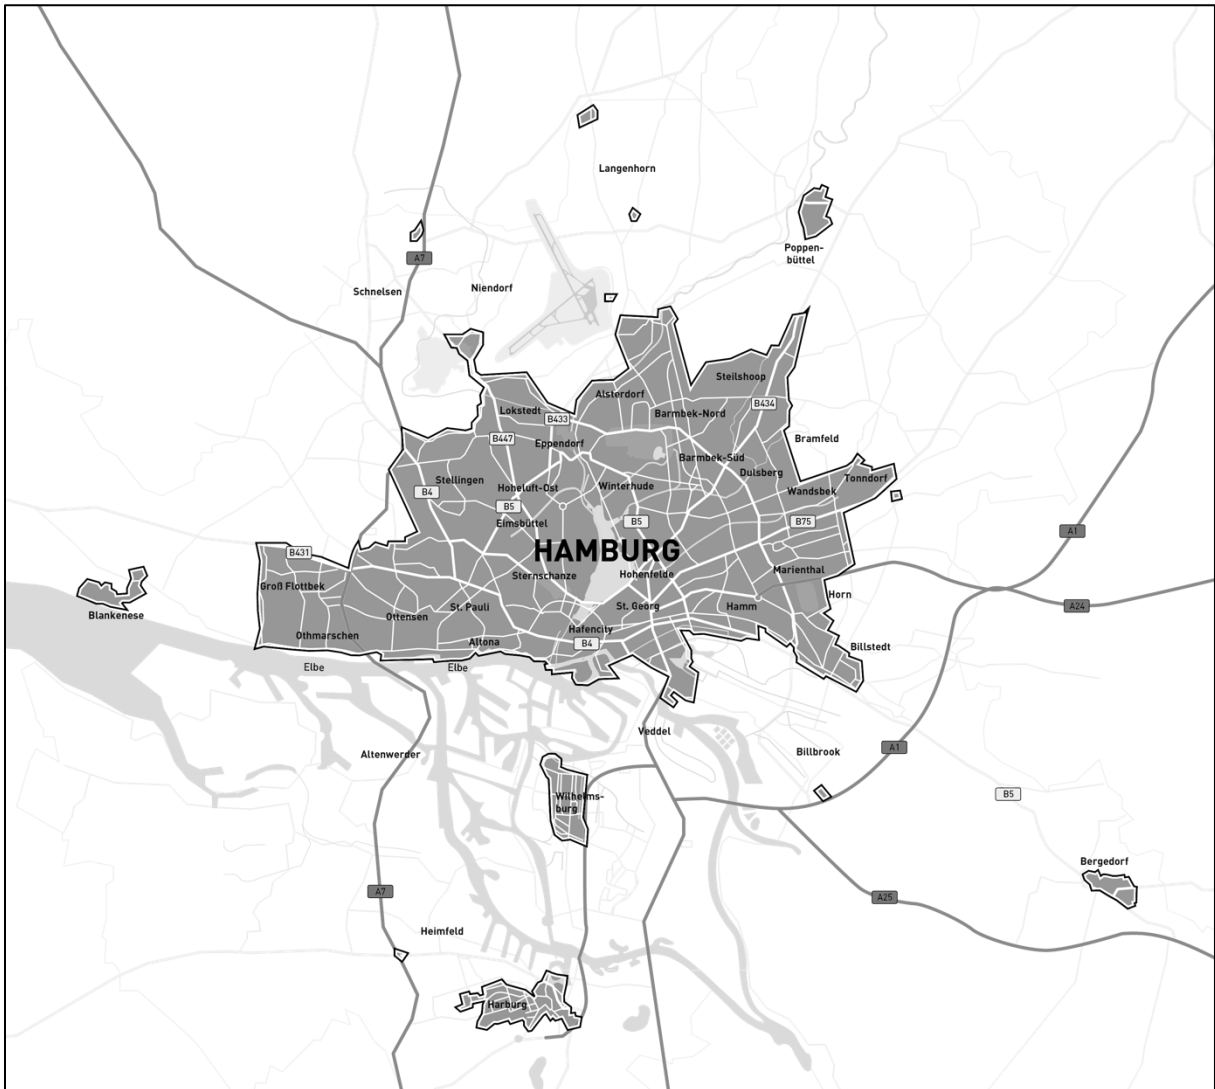 Langenhorn
Poppen-
büttel
A7
Schnelsen
Niendorf
Steilshoop
Alsterdorf
Lokstedt
B433
Barmbek-Nord
B434
B447
Eppendorf
Bramfeld
Barmbek-Süd
Dulsberg
Tonndorf
Stellingen
Hoheluft-Ost
Winterhude
Wandsbek
B4
B5
Eimsbüttel
B5
B75
A1
HAMBURG
B431
Groß Flottbek
Sternschanze
Hohenfelde
Marienthal
Horn
A24
Blankenese
Ottensen
St. Pauli
St. Georg
Hamm
Othmarschen
Altona
Hafencity
B4
Billstedt
Elbe
Elbe
Veddel
Altenwerder
Billbrook
A1
Wilhelms-
burg
B5
Bergedorf
A7
A25
Heimfeld
Harburg